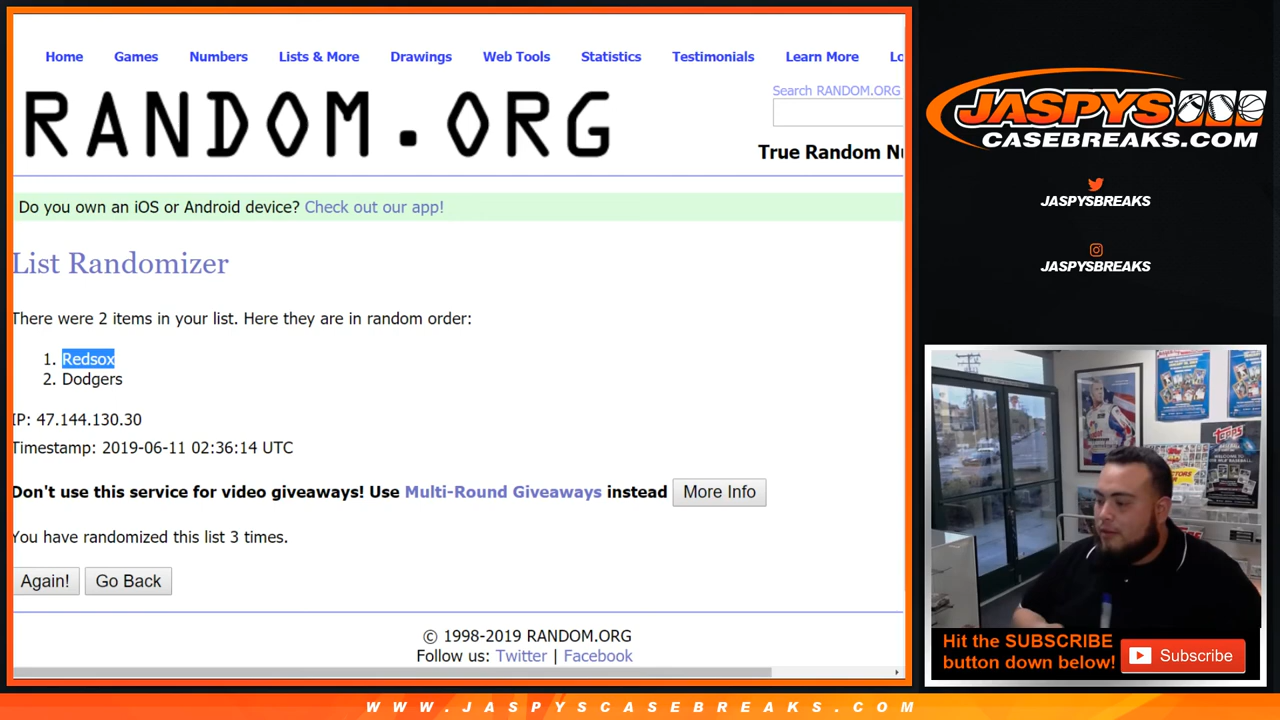 Home Games Numbers Lists & More Drawings Web Tools Statistics Testimonials Learn More Lo
Search RANDOM.ORG
RANDOM.ORG
True Random Nu
Do you own an iOS or Android device? Check out our app!
List Randomizer
There were 2 items in your list. Here they are in random order:
1. Redsox
2. Dodgers
IP: 47.144.130.30
Timestamp: 2019-06-11 02:36:14 UTC
Don't use this service for video giveaways! Use Multi-Round Giveaways instead More Info
You have randomized this list 3 times.
Again! Go Back
© 1998-2019 RANDOM.ORG
Follow us: Twitter | Facebook
JASPYS
CASEBREAKS.COM
JASPYSBREAKS
JASPYSBREAKS
topps
Hit the SUBSCRIBE
button down below!
Subscribe
WWW.JASPYSCASEBREAKS.COM